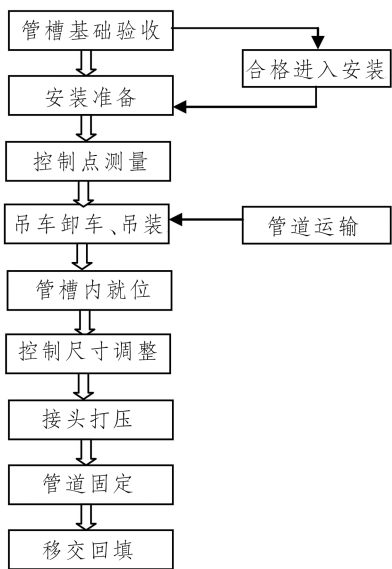 管槽基础验收
合格进入安装
安装准备
控制点测量
吊车卸车、吊装
管道运输
管槽内就位
控制尺寸调整
接头打压
管道固定
移交回填